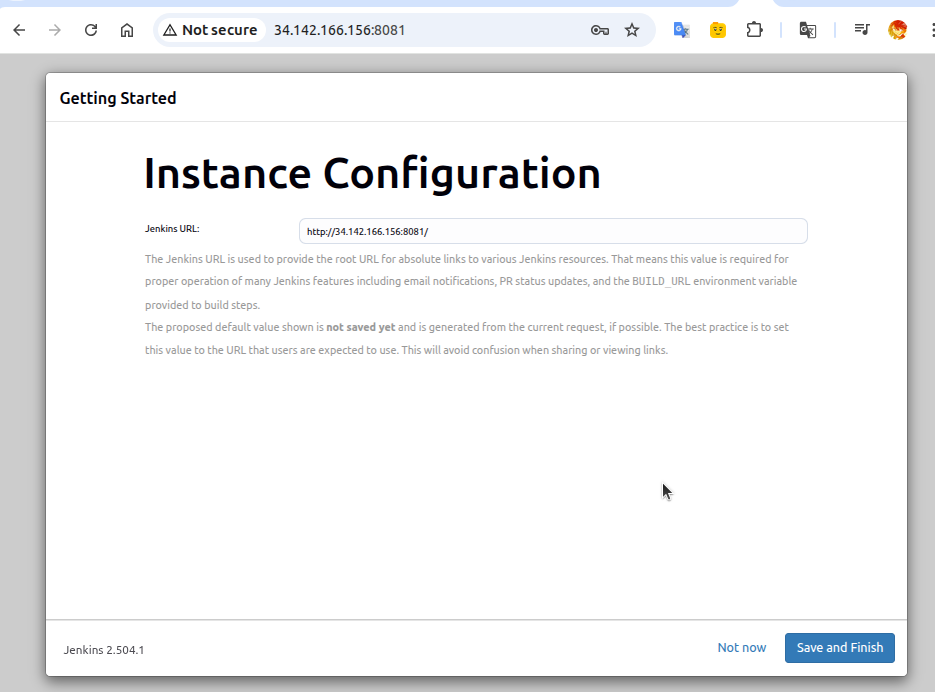 Not secure
34.142.166.156:8081
Getting Started
Instance Configuration
Jenkins URL:
http://34.142.166.156:8081/
The Jenkins URL is used to provide the root URL for absolute links to various Jenkins resources. That means this value is required for
proper operation of many Jenkins features including email notifications, PR status updates, and the BUILD_URL environment variable
provided to build steps.
The proposed default value shown is not saved yet and is generated from the current request, if possible. The best practice is to set
this value to the URL that users are expected to use. This will avoid confusion when sharing or viewing links.
Jenkins 2.504.1
Not now
Save and Finish